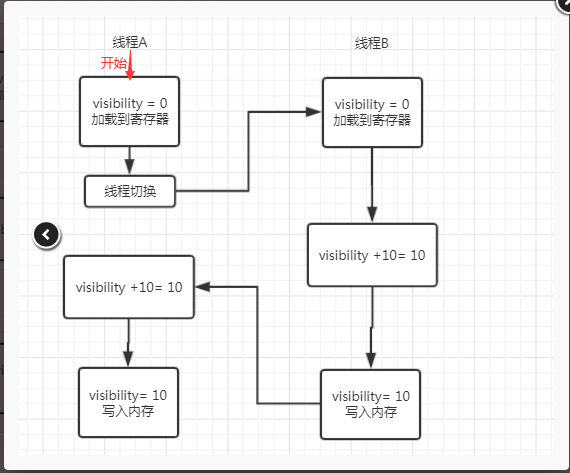 线程A
开始
visibility = 0
加载到寄存器
线程切换
线程B
visibility = 0
加载到寄存器
visibility +10= 10
visibility= 10
写入内存
visibility +10= 10
visibility= 10
写入内存